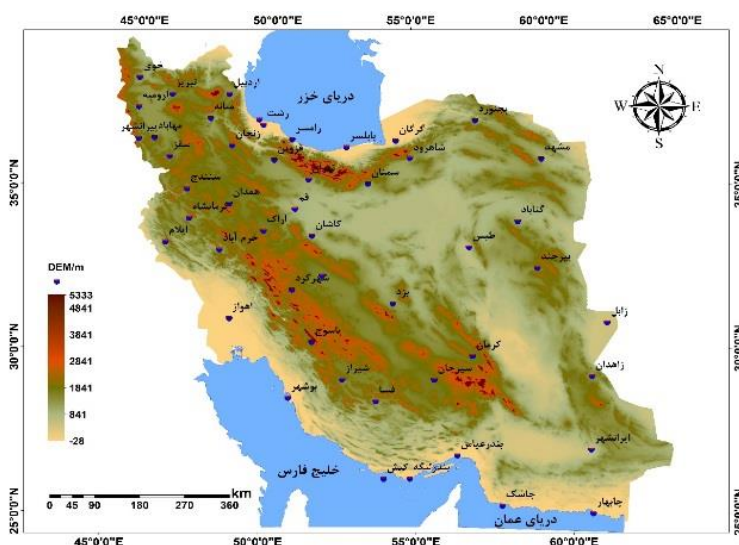 45°0'0"E 50°0'0"E 55°0'0"E 60°0'0"E 65°0'0"E
N
W E
S
دریای خزر
خوی
تبریز
اردبیل
ارومیه
میانه
مهاباد
پیرانشهر
سقز
زنجان
رشت
رامسر
قزوین
بابلسر
گرگان
بجنورد
شاهرود
مشهد
سمنان
35°0'0"N
سنندج
همدان
قم
کرمانشاه
اراک
کاشان
گناباد
ایلام
خرم آباد
طبس
بیرجند
DEM/m
5333
4841
3841
2841
1841
841
-28
شهرکرد
یزد
اهواز
زابل
یاسوج
30°0'0"N
کرمان
زاهدان
شیراز
سیرجان
بوشهر
فسا
ایرانشهر
بندرعباس
خلیج فارس
کیش
بندرلنگه
جاسک
چابهار
دریای عمان
km
0 45 90 180 270 360
25°0'0"N
45°0'0"E 50°0'0"E 55°0'0"E 60°0'0"E